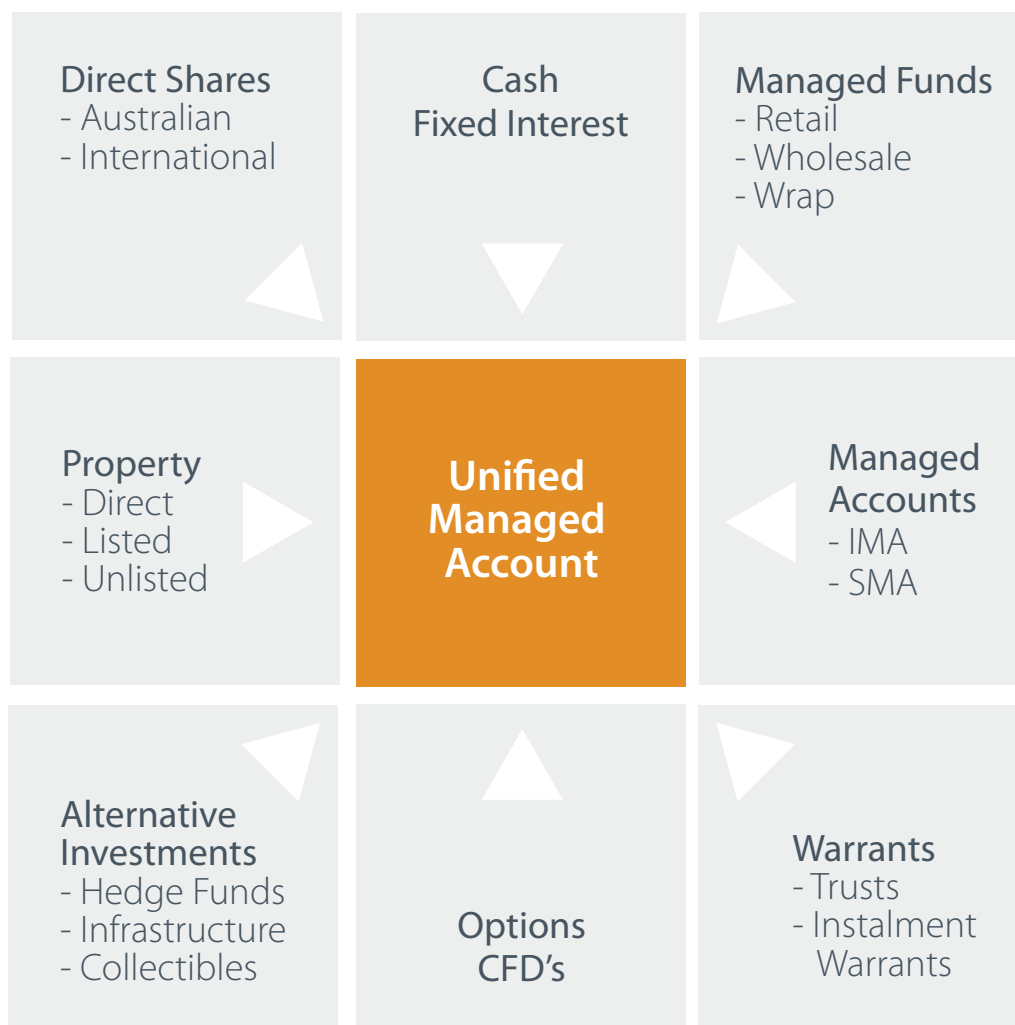 Direct Shares
- Australian
- International
Cash
Fixed Interest
Managed Funds
- Retail
- Wholesale
- Wrap
Property
- Direct
- Listed
- Unlisted
Unified
Managed
Account
Managed
Accounts
- IMA
- SMA
Alternative
Investments
- Hedge Funds
- Infrastructure
- Collectibles
Options
CFD's
Warrants
- Trusts
- Instalment
Warrants